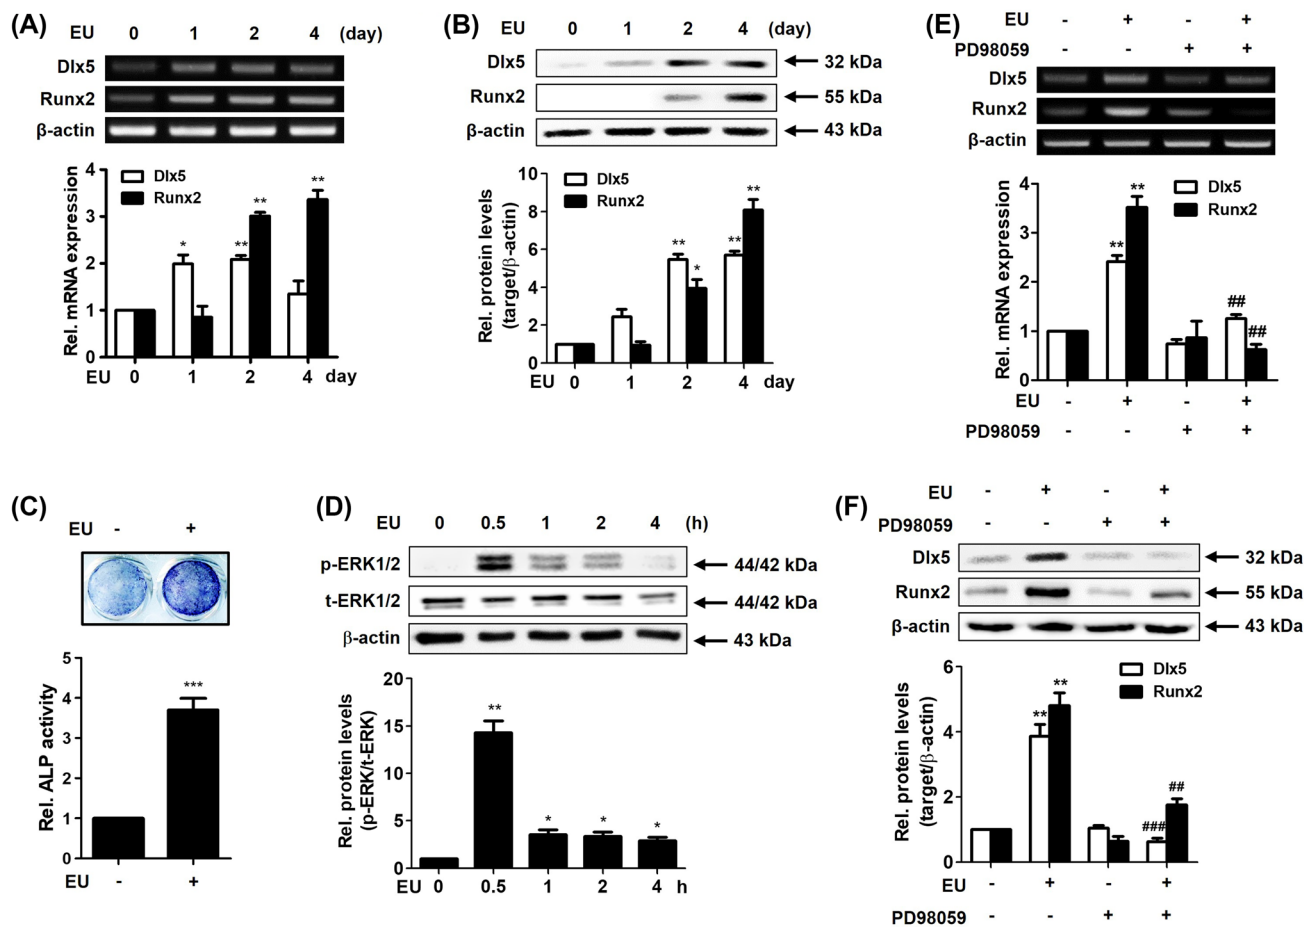 (A)
EU 0 1 2 4 (day)
Dlx5
Runx2
β-actin
Rel. mRNA expression
4
3
2
1
0
Dlx5
Runx2
* ** ** **
EU 0 1 2 4 day
(B)
EU 0 1 2 4 (day)
Dlx5 32 kDa
Runx2 55 kDa
β-actin 43 kDa
Rel. protein levels
(target/β-actin)
10
8
6
4
2
0
Dlx5
Runx2
** * ** **
EU 0 1 2 4 day
(E)
EU - + - +
PD98059 - - + +
Dlx5
Runx2
β-actin
Rel. mRNA expression
4
3
2
1
0
Dlx5
Runx2
** ** ## ##
EU - + - +
PD98059 - - + +
(C)
EU - +
Rel. ALP activity
5
4
3
2
1
0
***
EU - +
(D)
EU 0 0.5 1 2 4 (h)
p-ERK1/2 44/42 kDa
t-ERK1/2 44/42 kDa
β-actin 43 kDa
Rel. protein levels
(p-ERK/t-ERK)
20
15
10
5
0
** * * *
EU 0 0.5 1 2 4 h
(F)
EU - + - +
PD98059 - - + +
Dlx5 32 kDa
Runx2 55 kDa
β-actin 43 kDa
Rel. protein levels
(target/β-actin)
6
4
2
0
Dlx5
Runx2
** ** ### ##
EU - + - +
PD98059 - - + +